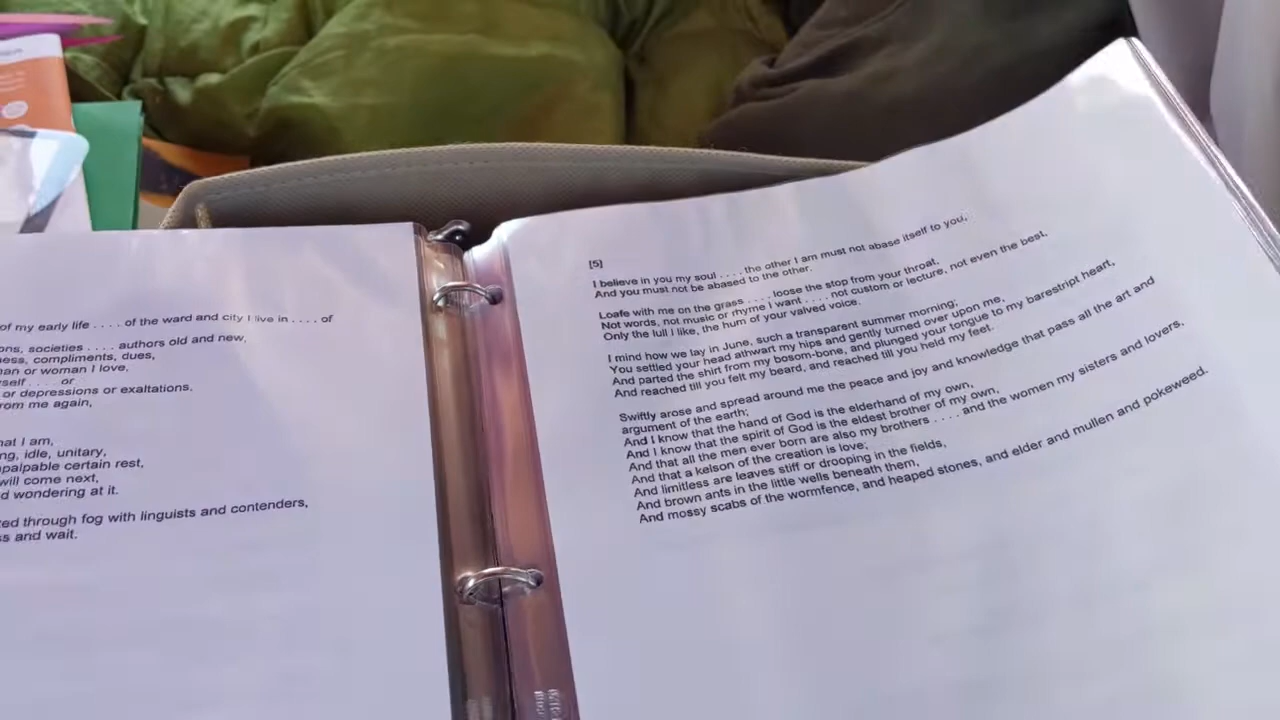 of my early life . . . . of the ward and city I live in . . . . of
ons, societies . . . . authors old and new,
ness, compliments, dues,
man or woman I love,
self . . . . or
or depressions or exaltations,
rom me again,
hat I am,
ng, idle, unitary,
palpable certain rest,
will come next,
d wondering at it.
ed through fog with linguists and contenders,
s and wait.
[5]
I believe in you my soul . . . . the other I am must not abase itself to you,
And you must not be abased to the other.
Loafe with me on the grass . . . . loose the stop from your throat,
Not words, not music or rhyme I want . . . . not custom or lecture, not even the best,
Only the lull I like, the hum of your valved voice.
I mind how we lay in June, such a transparent summer morning;
You settled your head athwart my hips and gently turned over upon me,
And parted the shirt from my bosom-bone, and plunged your tongue to my barestript heart,
And reached till you felt my beard, and reached till you held my feet.
Swiftly arose and spread around me the peace and joy and knowledge that pass all the art and
argument of the earth;
And I know that the hand of God is the elderhand of my own,
And I know that the spirit of God is the eldest brother of my own,
And that all the men ever born are also my brothers . . . . and the women my sisters and lovers,
And that a kelson of the creation is love;
And limitless are leaves stiff or drooping in the fields,
And brown ants in the little wells beneath them,
And mossy scabs of the wormfence, and heaped stones, and elder and mullen and pokeweed.